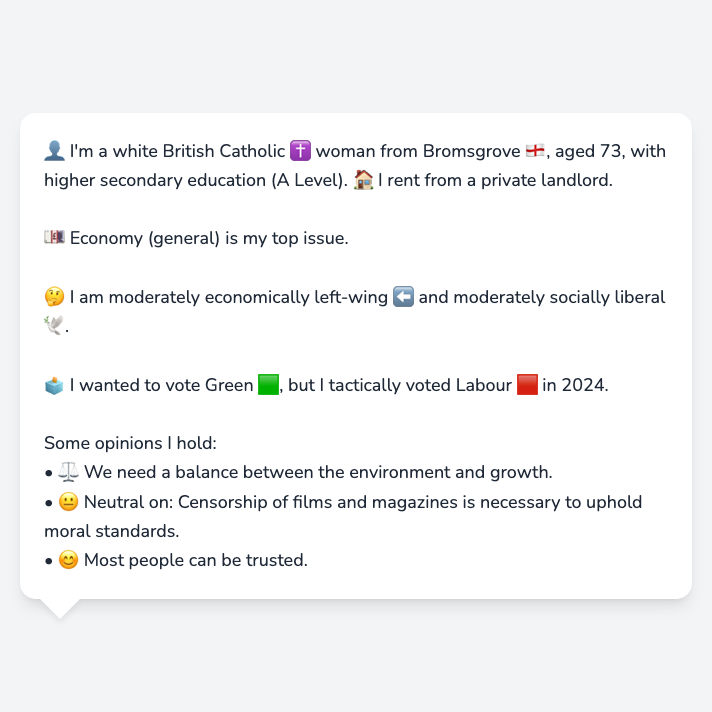 👤 I'm a white British Catholic ✝️ woman from Bromsgrove 🏴󠁧󠁢󠁥󠁮󠁧󠁿, aged 73, with
higher secondary education (A Level). 🏠 I rent from a private landlord.
💷 Economy (general) is my top issue.
🤔 I am moderately economically left-wing ⬅️ and moderately socially liberal
🕊️.
🗳️ I wanted to vote Green 🟩, but I tactically voted Labour 🟥 in 2024.
Some opinions I hold:
• ⚖️ We need a balance between the environment and growth.
• 😐 Neutral on: Censorship of films and magazines is necessary to uphold
moral standards.
• 😊 Most people can be trusted.